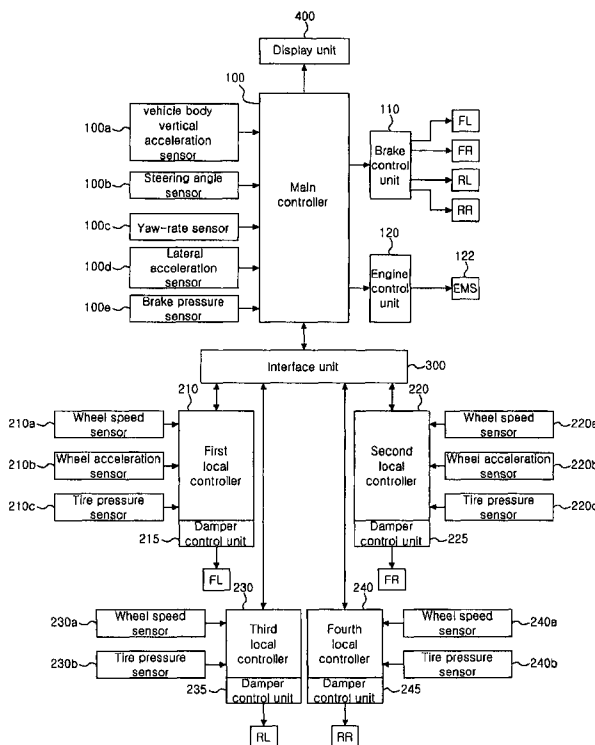 400
Display unit
100
100a
vehicle body
vertical
acceleration
sensor
100b
Steering angle
sensor
100c
Yaw-rate sensor
100d
Lateral
acceleration
sensor
100e
Brake pressure
sensor
Main
controller
110
Brake
control
unit
FL
FR
RL
RR
120
Engine
control
unit
122
EMS
Interface unit
300
210
210a
Wheel speed
sensor
210b
Wheel acceleration
sensor
210c
Tire pressure
sensor
First
local
controller
215
Damper
control unit
FL
220
Second
local
controller
Damper
control unit
225
FR
Wheel speed
sensor
220a
Wheel acceleration
sensor
220b
Tire pressure
sensor
220c
230
230a
Wheel speed
sensor
230b
Tire pressure
sensor
Third
local
controller
235
Damper
control unit
RL
240
Fourth
local
controller
Damper
control unit
245
RR
Wheel speed
sensor
240a
Tire pressure
sensor
240b